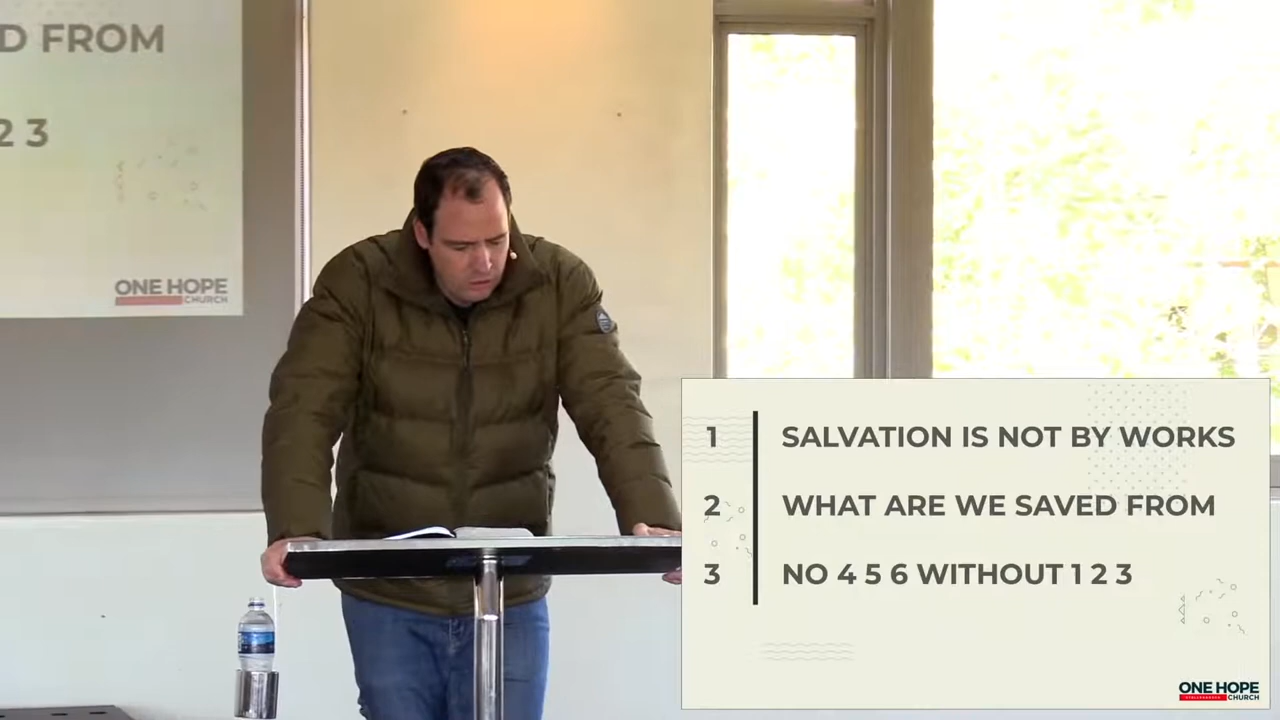 D FROM
2 3
ONE HOPE
CHURCH
1 SALVATION IS NOT BY WORKS
2 WHAT ARE WE SAVED FROM
3 NO 4 5 6 WITHOUT 1 2 3
ONE HOPE
CHURCH